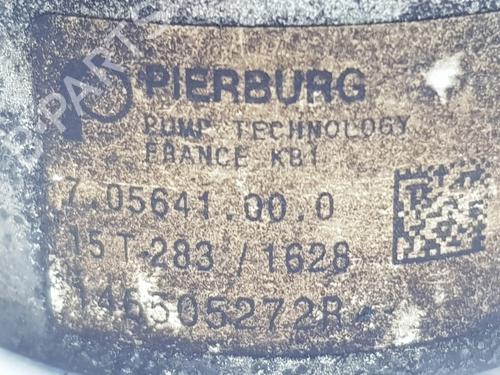 PIERBURG
PUMP TECHNOLOGY
FRANCE KB1
7.05641.00.0
15T-283 / 1628
146505272R